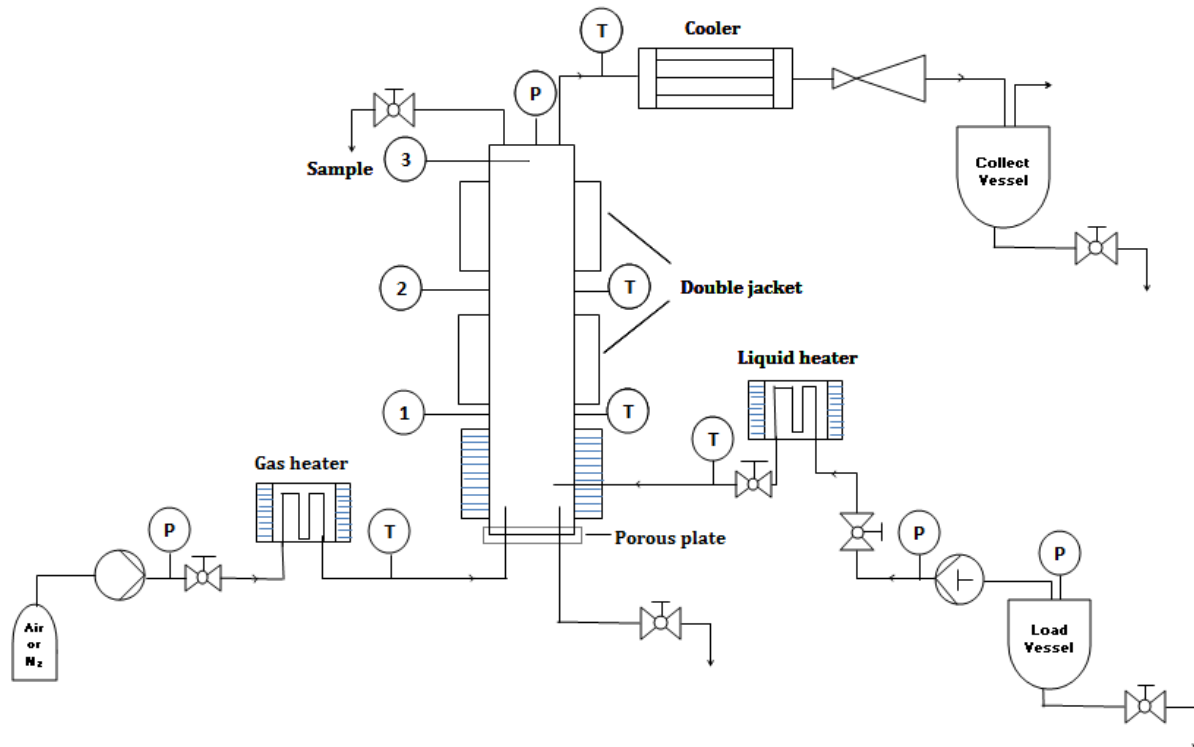 T
Cooler
P
Sample
3
Collect
Vessel
2
T
Double jacket
Liquid heater
1
T
T
Gas heater
P
T
Porous plate
P
P
Air
or
N₂
Load
Vessel